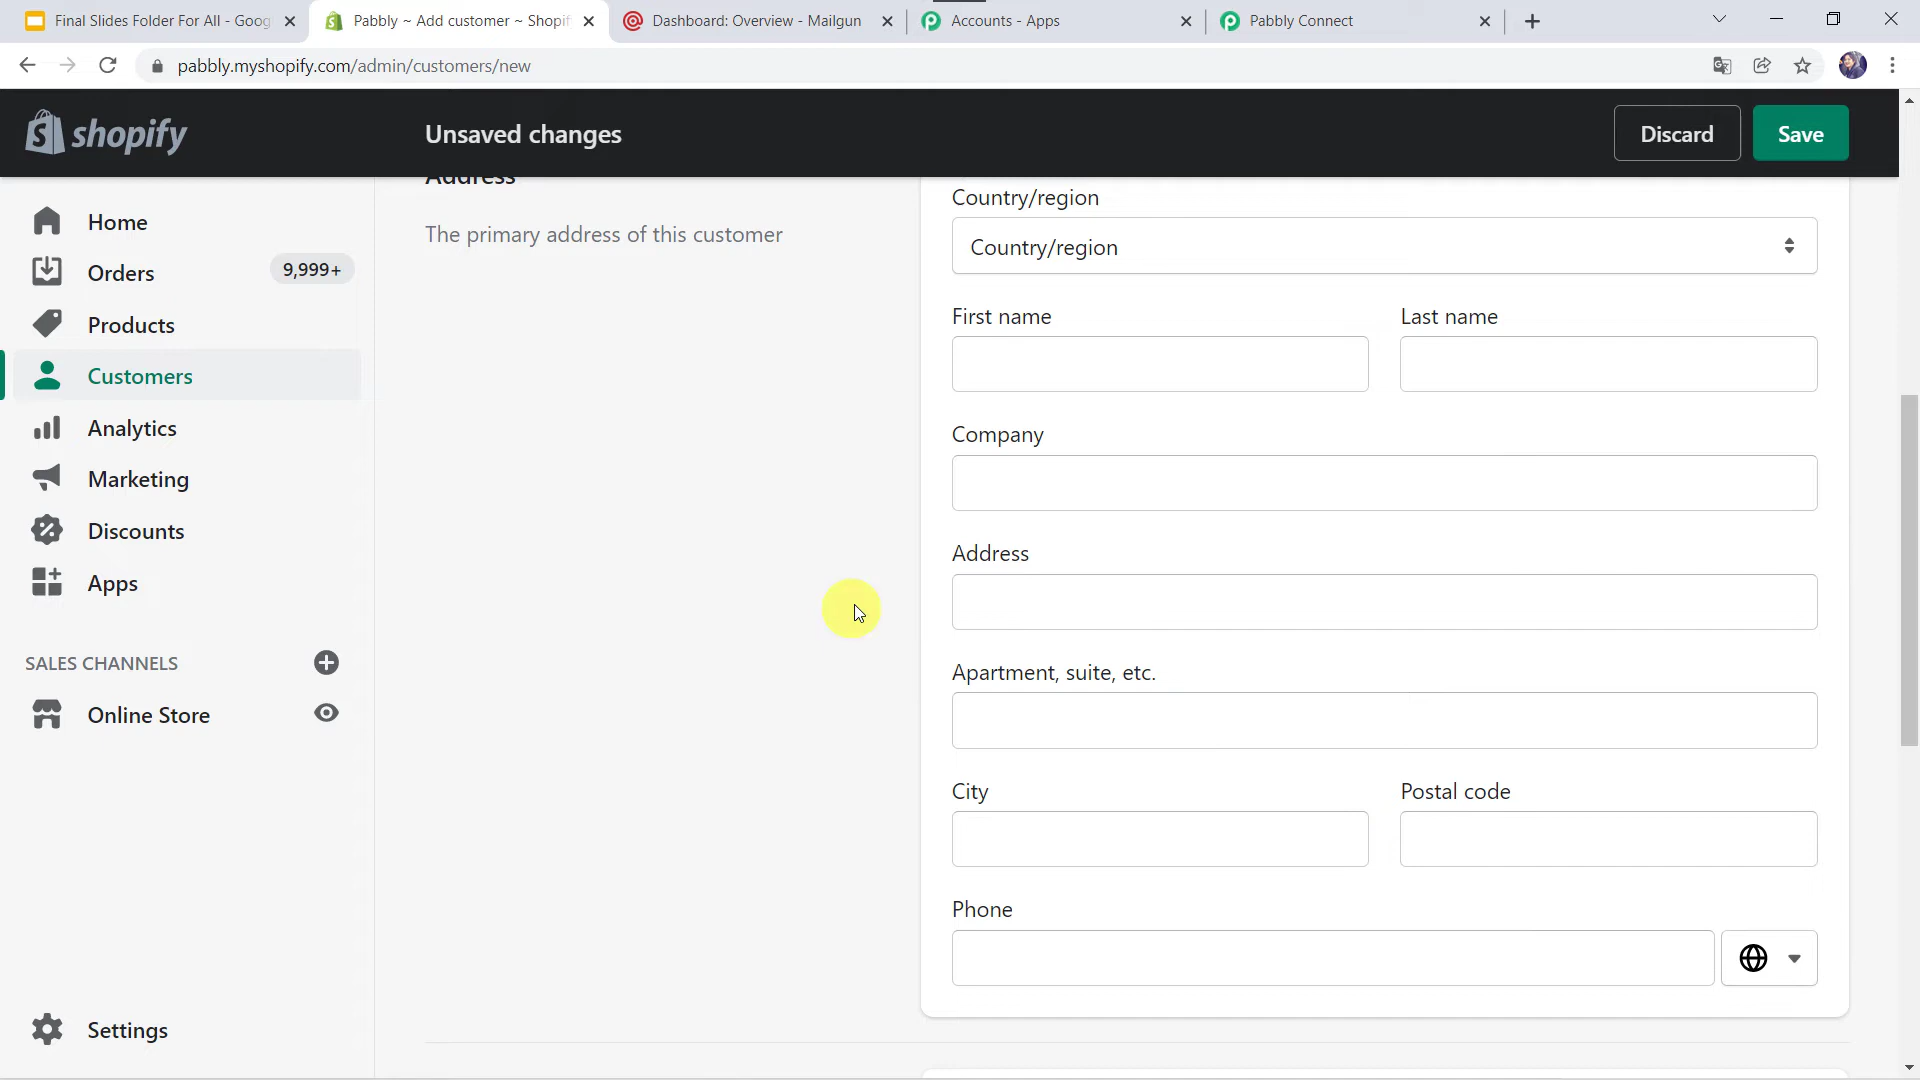 Final Slides Folder For All - Goog
Pabbly ~ Add customer ~ Shopif
Dashboard: Overview - Mailgun
Accounts - Apps
Pabbly Connect
pabbly.myshopify.com/admin/customers/new
shopify
Unsaved changes
Discard
Save
Home
Orders
9,999+
Products
Customers
Analytics
Marketing
Discounts
Apps
SALES CHANNELS
Online Store
Settings
Address
The primary address of this customer
Country/region
Country/region
First name
Last name
Company
Address
Apartment, suite, etc.
City
Postal code
Phone